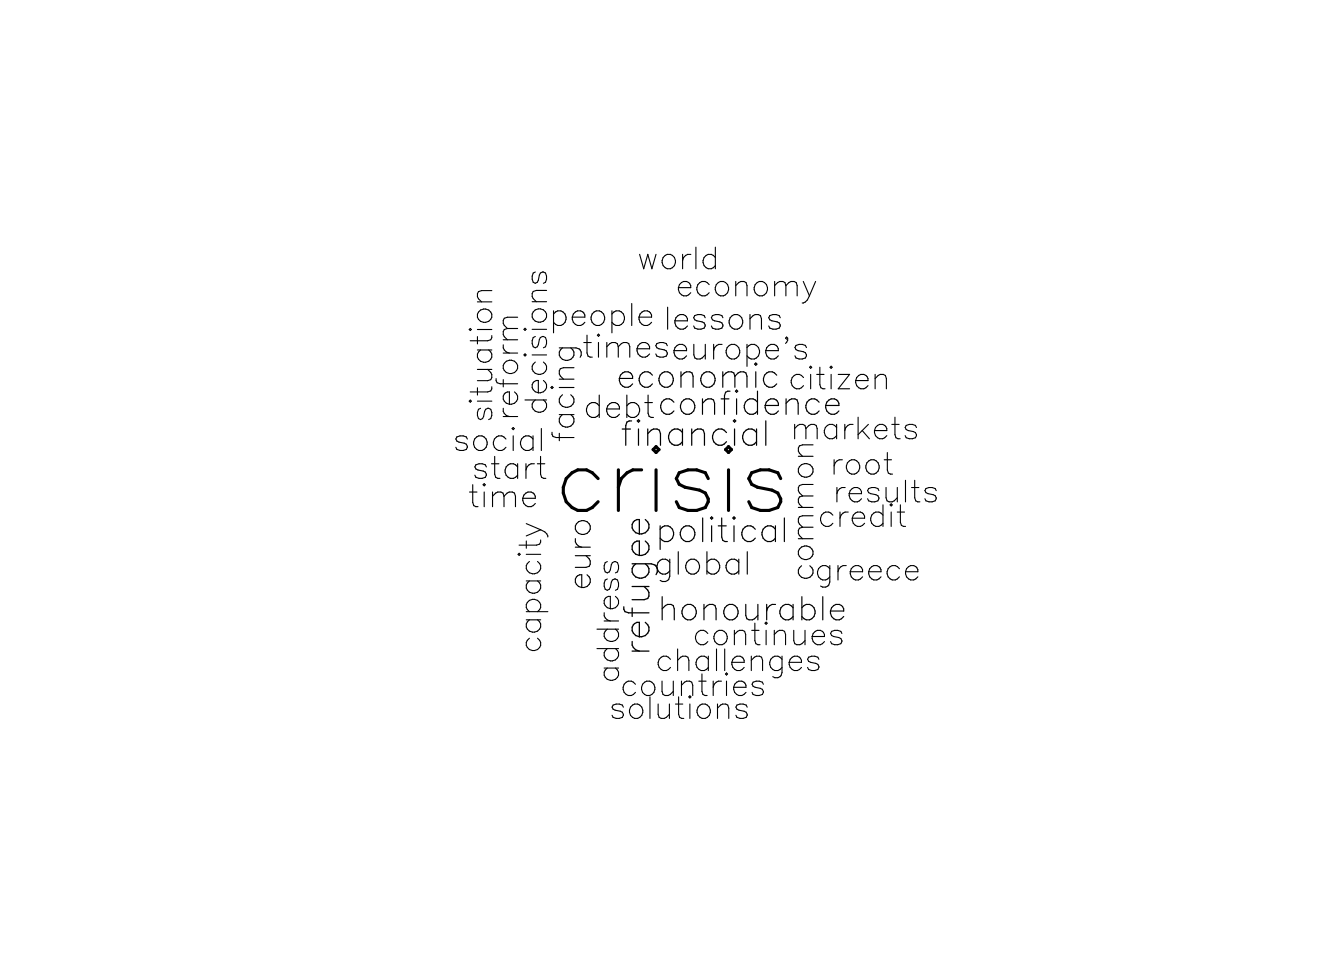 world
economy
situation
reform
decisions
people
lessons
facing
times
europe's
economic
citizen
debt
confidence
financial
markets
social
start
time
crisis
common
root
results
credit
capacity
euro
address
refugee
political
global
greece
honourable
continues
challenges
countries
solutions